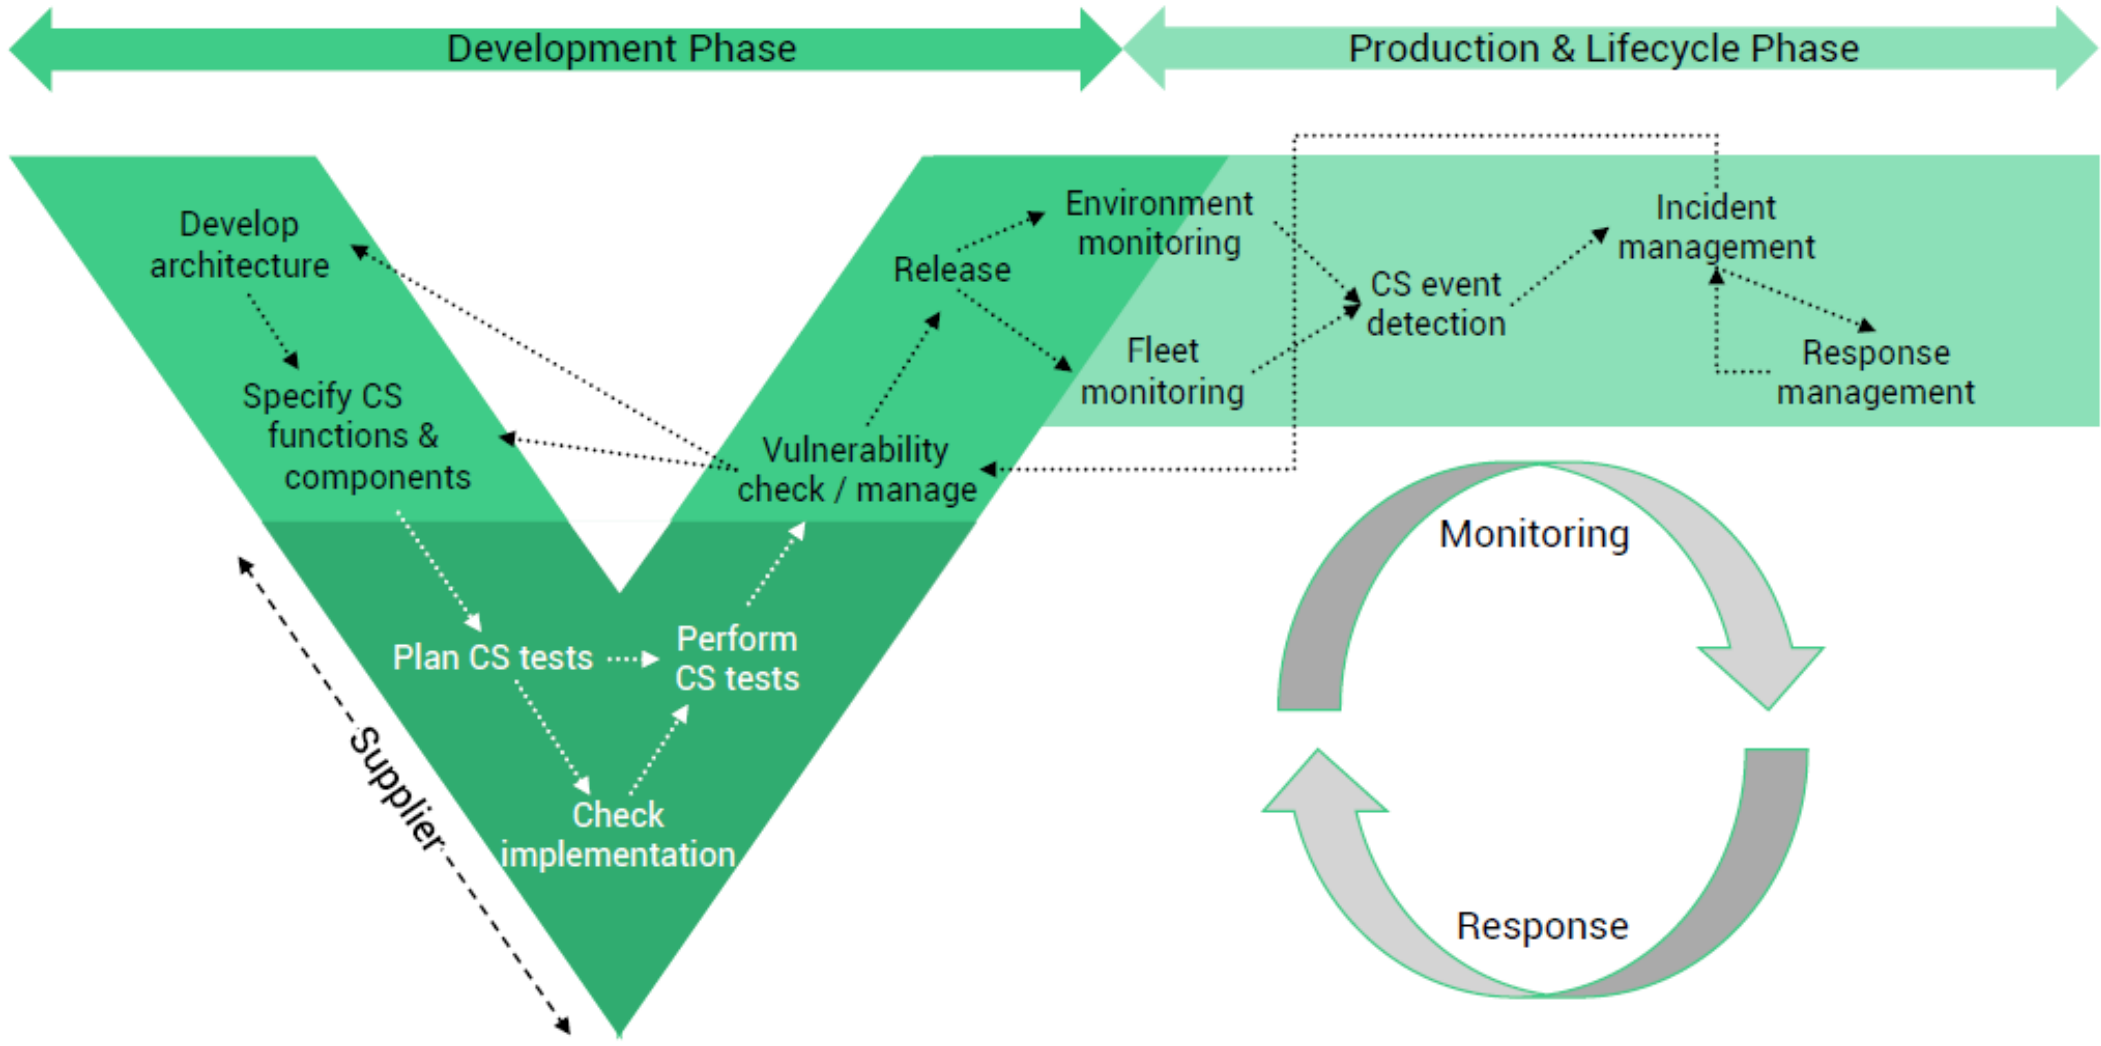 Development Phase
Production & Lifecycle Phase
Develop
architecture
Specify CS
functions &
components
Plan CS tests
Check
implementation
Perform
CS tests
Vulnerability
check / manage
Release
Environment
monitoring
Fleet
monitoring
CS event
detection
Incident
management
Response
management
Supplier
Monitoring
Response